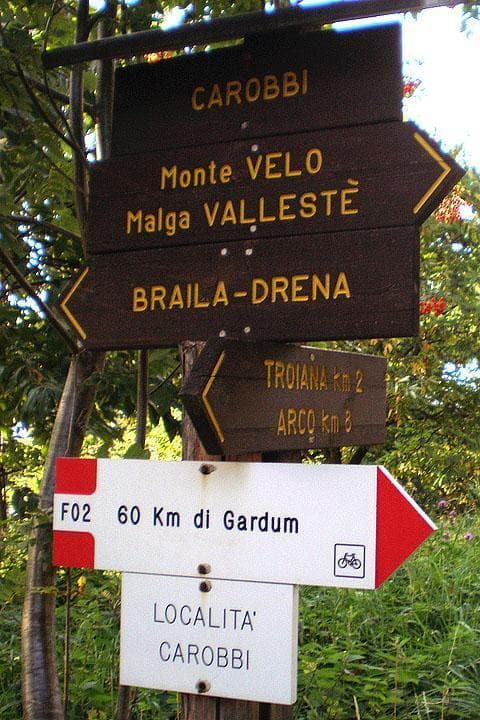 CAROBBI
Monte VELO
Malga VALLESTÈ
BRAILA-DRENA
TROIANA Km 2
ARCO Km 8
F02 60 Km di Gardum
LOCALITA'
CAROBBI